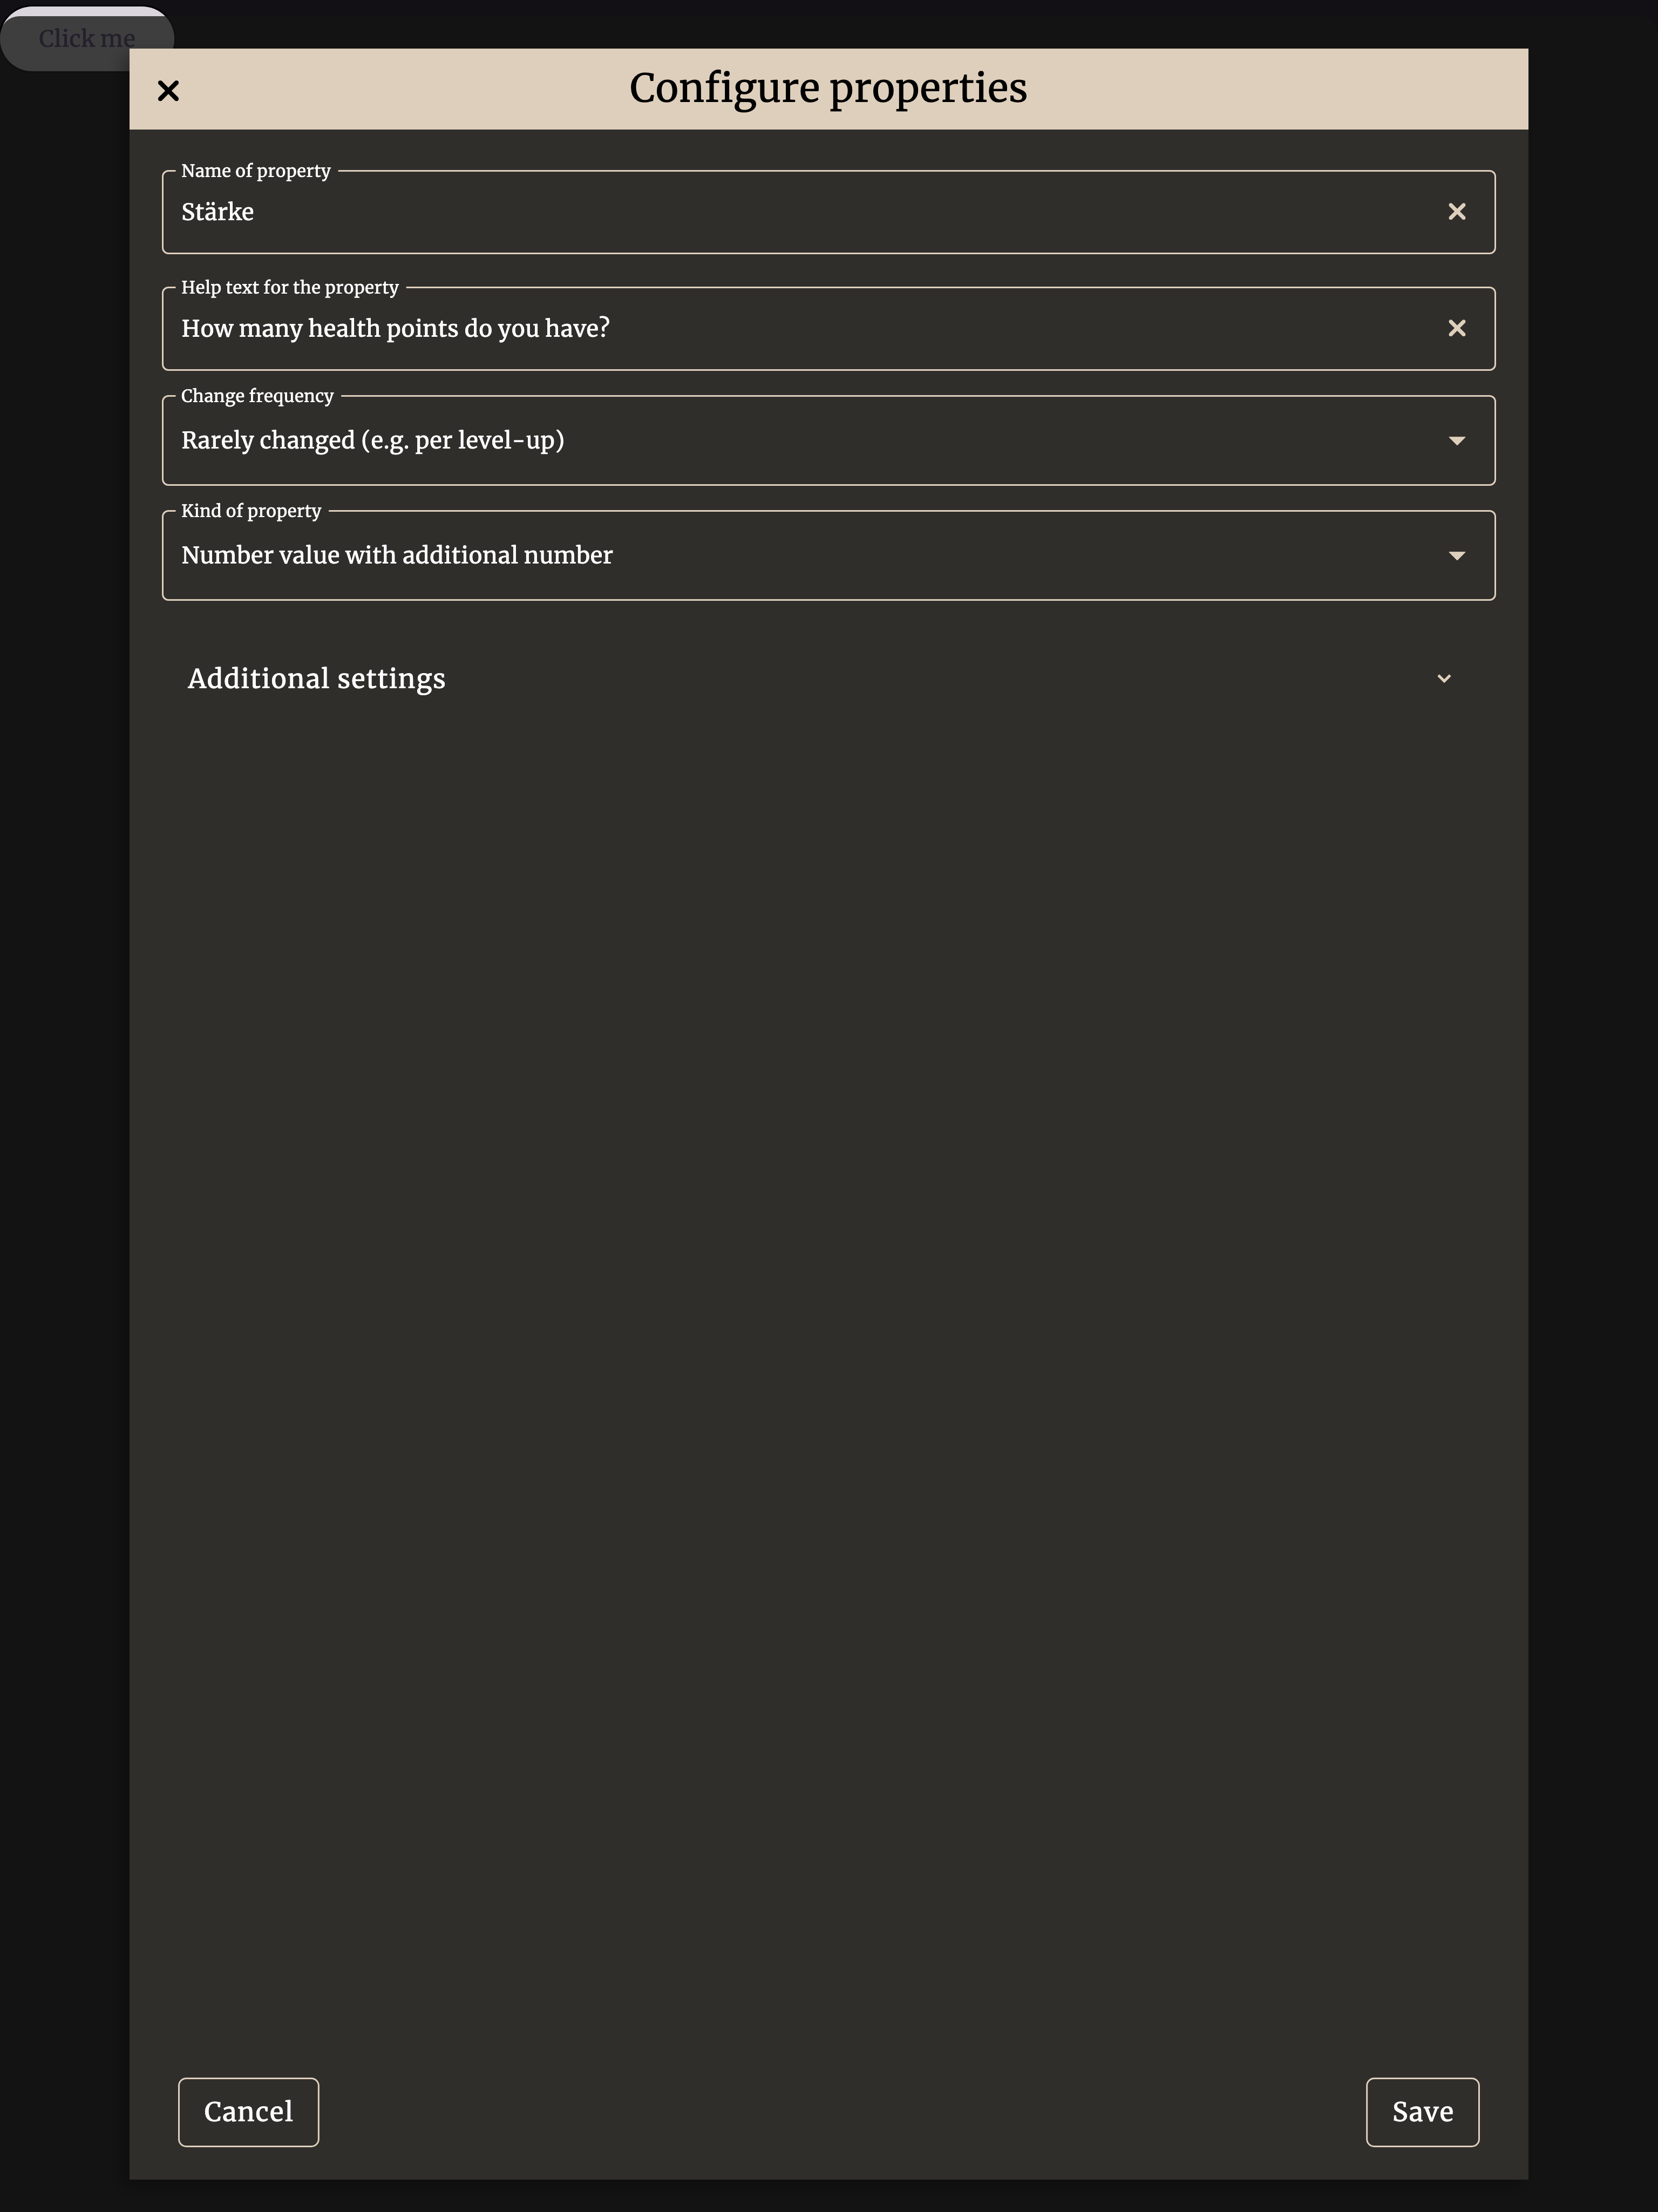 Click me
Configure properties
Name of property
Stärke
Help text for the property
How many health points do you have?
Change frequency
Rarely changed (e.g. per level-up)
Kind of property
Number value with additional number
Additional settings
Cancel
Save